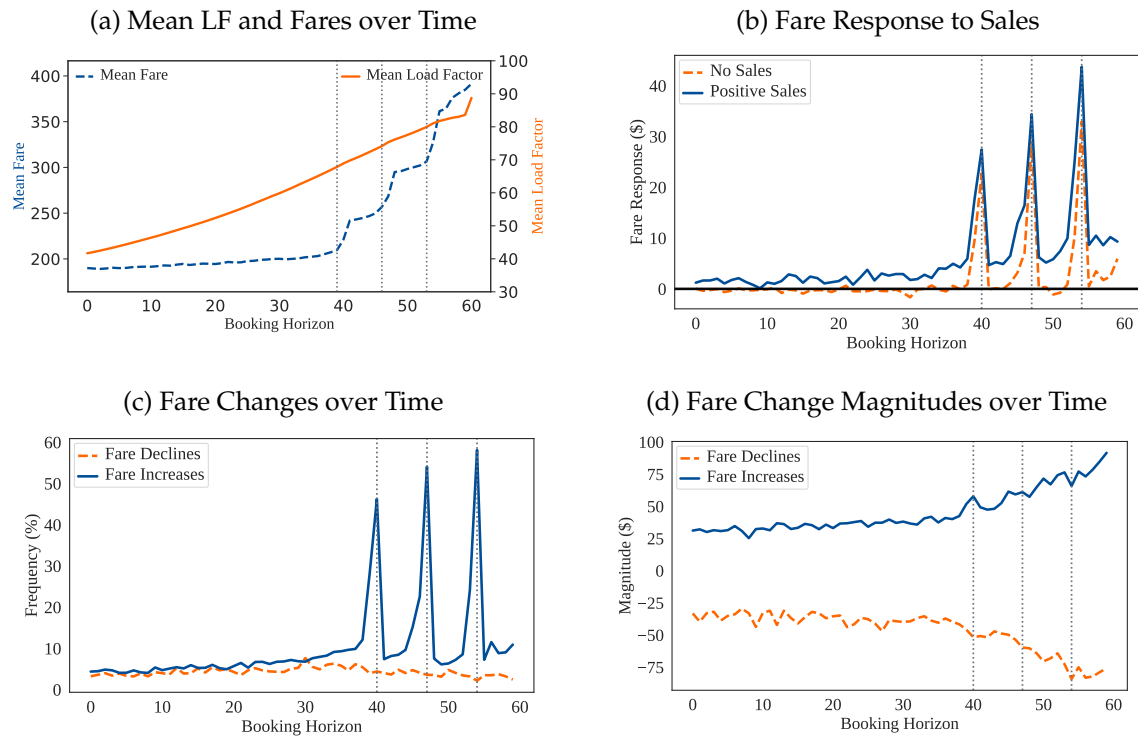 (a) Mean LF and Fares over Time
Mean Fare
Mean Load Factor
400
350
300
250
200
100
90
80
70
60
50
40
30
0 10 20 30 40 50 60
Mean Fare
Mean Load Factor
Booking Horizon
(b) Fare Response to Sales
No Sales
Positive Sales
40
30
20
10
0
0 10 20 30 40 50 60
Fare Response ($)
Booking Horizon
(c) Fare Changes over Time
Fare Declines
Fare Increases
60
50
40
30
20
10
0
0 10 20 30 40 50 60
Frequency (%)
Booking Horizon
(d) Fare Change Magnitudes over Time
Fare Declines
Fare Increases
100
75
50
25
0
−25
−50
−75
0 10 20 30 40 50 60
Magnitude ($)
Booking Horizon